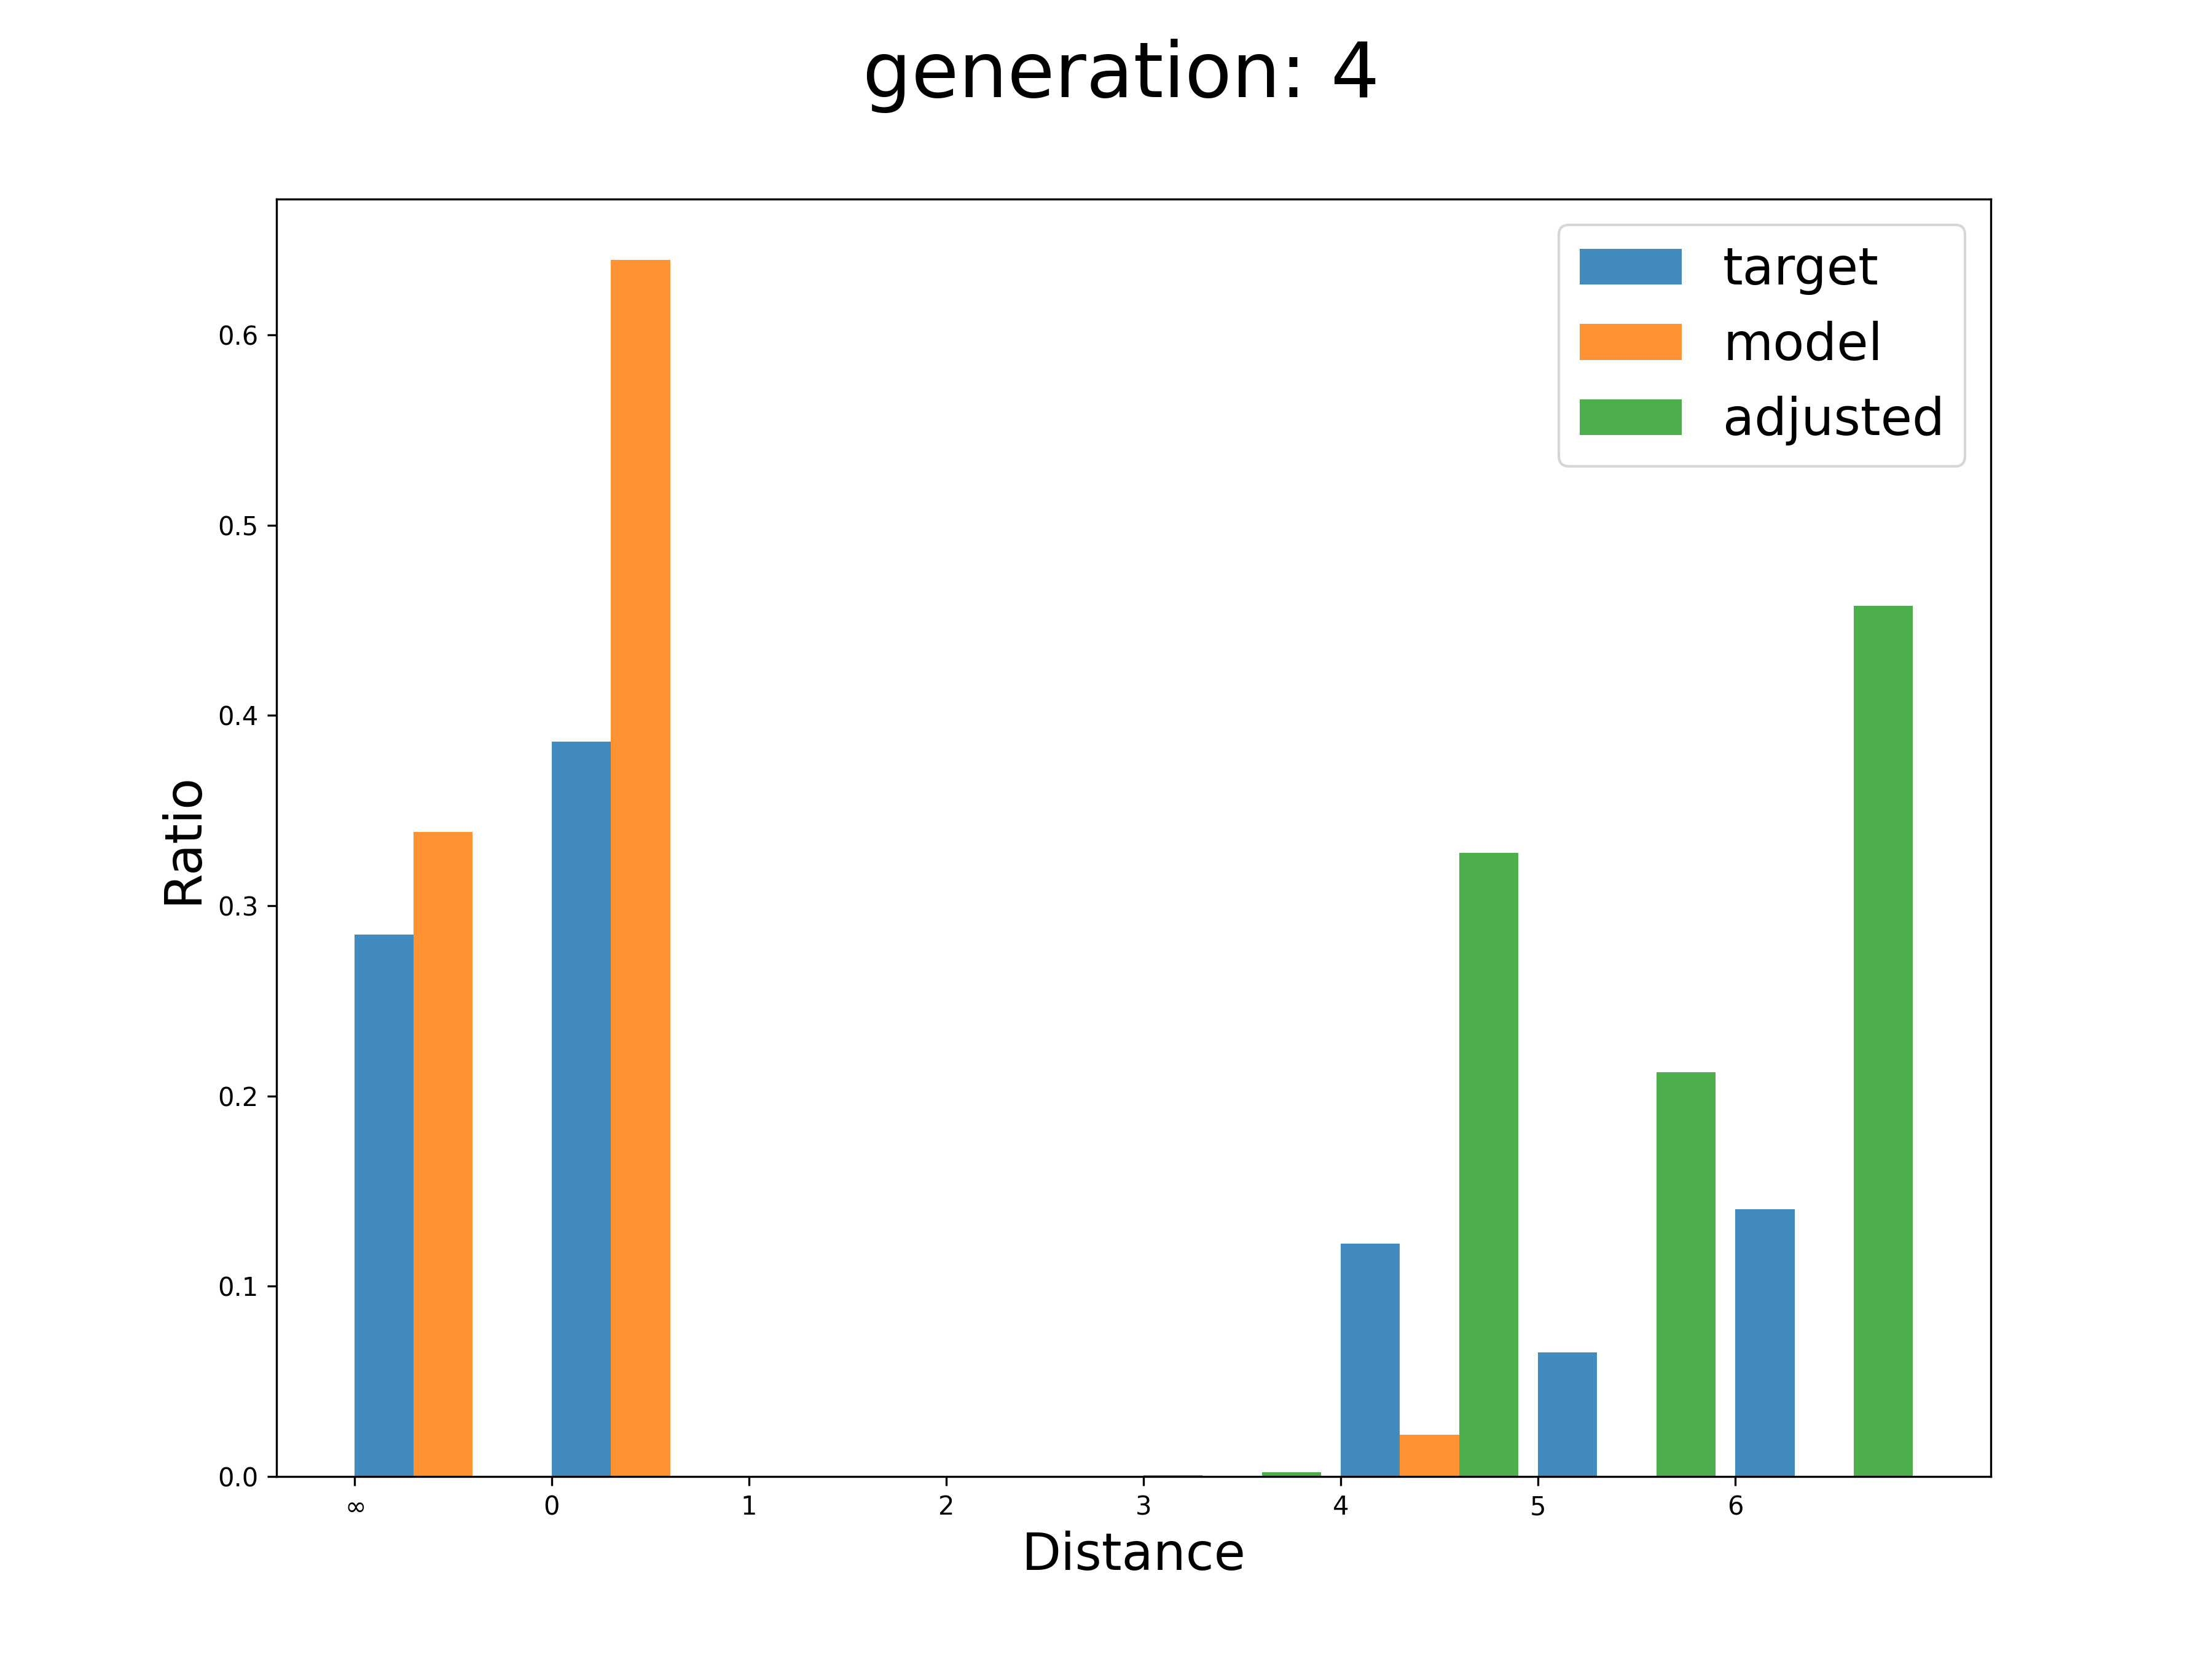 generation: 4
target
model
adjusted
Ratio
0.6
0.5
0.4
0.3
0.2
0.1
0.0
∞ 0 1 2 3 4 5 6
Distance